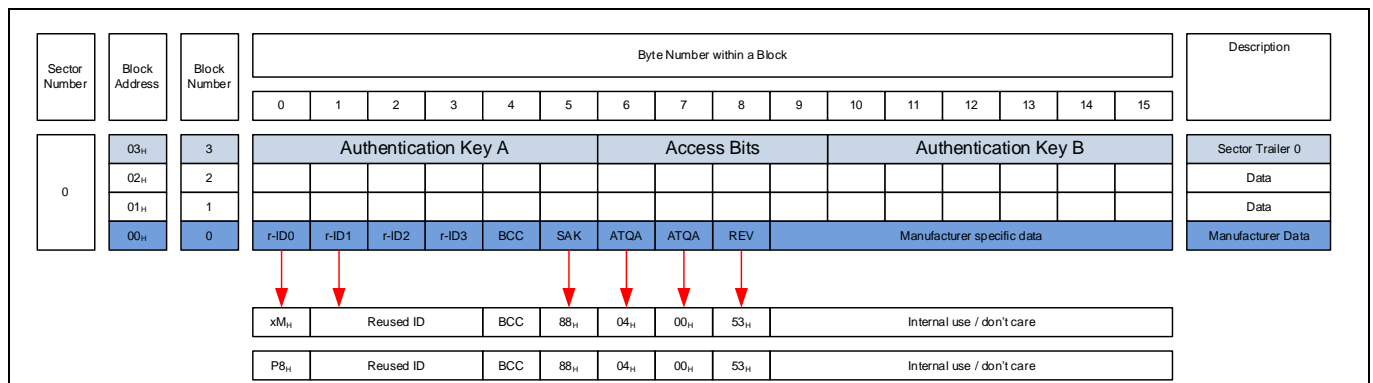 Sector Number Block Address Block Number Byte Number within a Block Description
0 1 2 3 4 5 6 7 8 9 10 11 12 13 14 15
03H 3 Authentication Key A Access Bits Authentication Key B Sector Trailer 0
0 02H 2 Data
01H 1 Data
00H 0 r-ID0 r-ID1 r-ID2 r-ID3 BCC SAK ATQA ATQA REV Manufacturer specific data Manufacturer Data
xMH Reused ID BCC 88H 04H 00H 53H Internal use / don't care
P8H Reused ID BCC 88H 04H 00H 53H Internal use / don't care